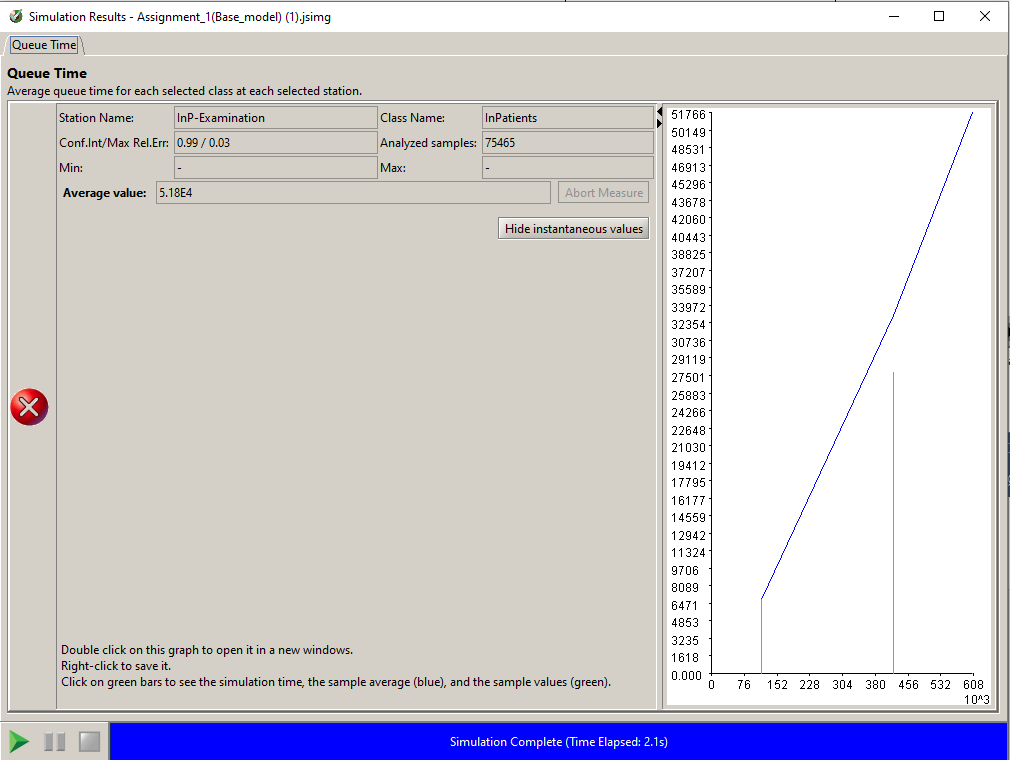 Simulation Results - Assignment_1(Base_model) (1).jsimg
Queue Time
Queue Time
Average queue time for each selected class at each selected station.
Station Name: InP-Examination Class Name: InPatients
Conf.Int/Max Rel.Err: 0.99 / 0.03 Analyzed samples: 75465
Min: - Max: -
Average value: 5.18E4 Abort Measure
Hide instantaneous values
51766
50149
48531
46913
45296
43678
42060
40443
38825
37207
35589
33972
32354
30736
29119
27501
25883
24266
22648
21030
19412
17795
16177
14559
12942
11324
9706
8089
6471
4853
3235
1618
0.000
0 76 152 228 304 380 456 532 608
10^3
Double click on this graph to open it in a new windows.
Right-click to save it.
Click on green bars to see the simulation time, the sample average (blue), and the sample values (green).
Simulation Complete (Time Elapsed: 2.1s)